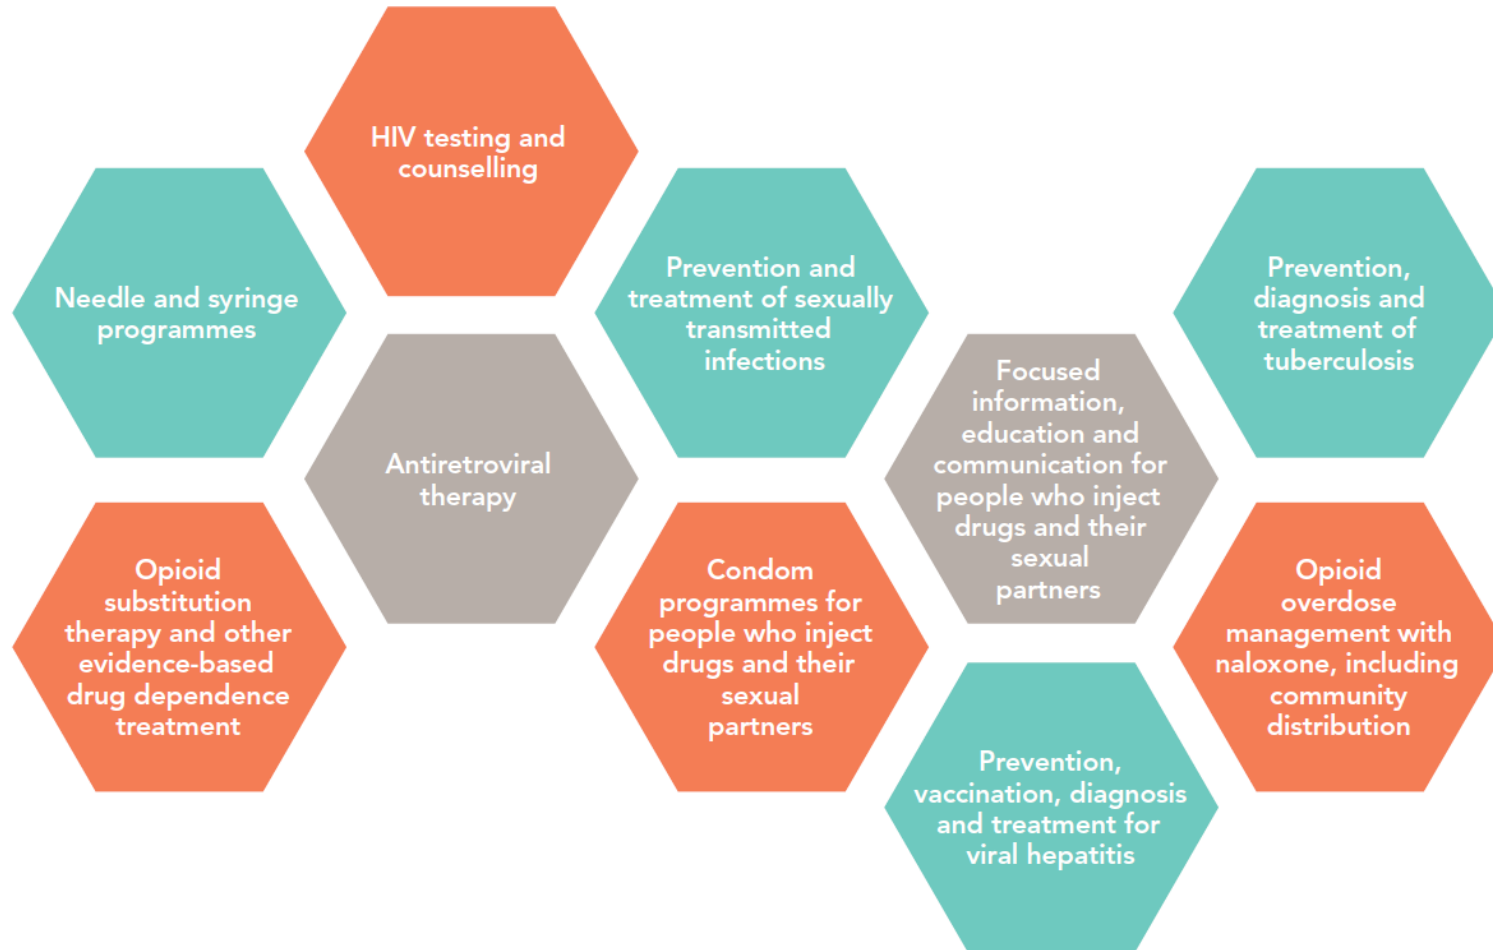 HIV testing and
counselling
Needle and syringe
programmes
Prevention and
treatment of sexually
transmitted
infections
Prevention,
diagnosis and
treatment of
tuberculosis
Antiretroviral
therapy
Focused
information,
education and
communication for
people who inject
drugs and their
sexual
partners
Opioid
substitution
therapy and other
evidence-based
drug dependence
treatment
Condom
programmes for
people who inject
drugs and their
sexual
partners
Opioid
overdose
management with
naloxone, including
community
distribution
Prevention,
vaccination, diagnosis
and treatment for
viral hepatitis